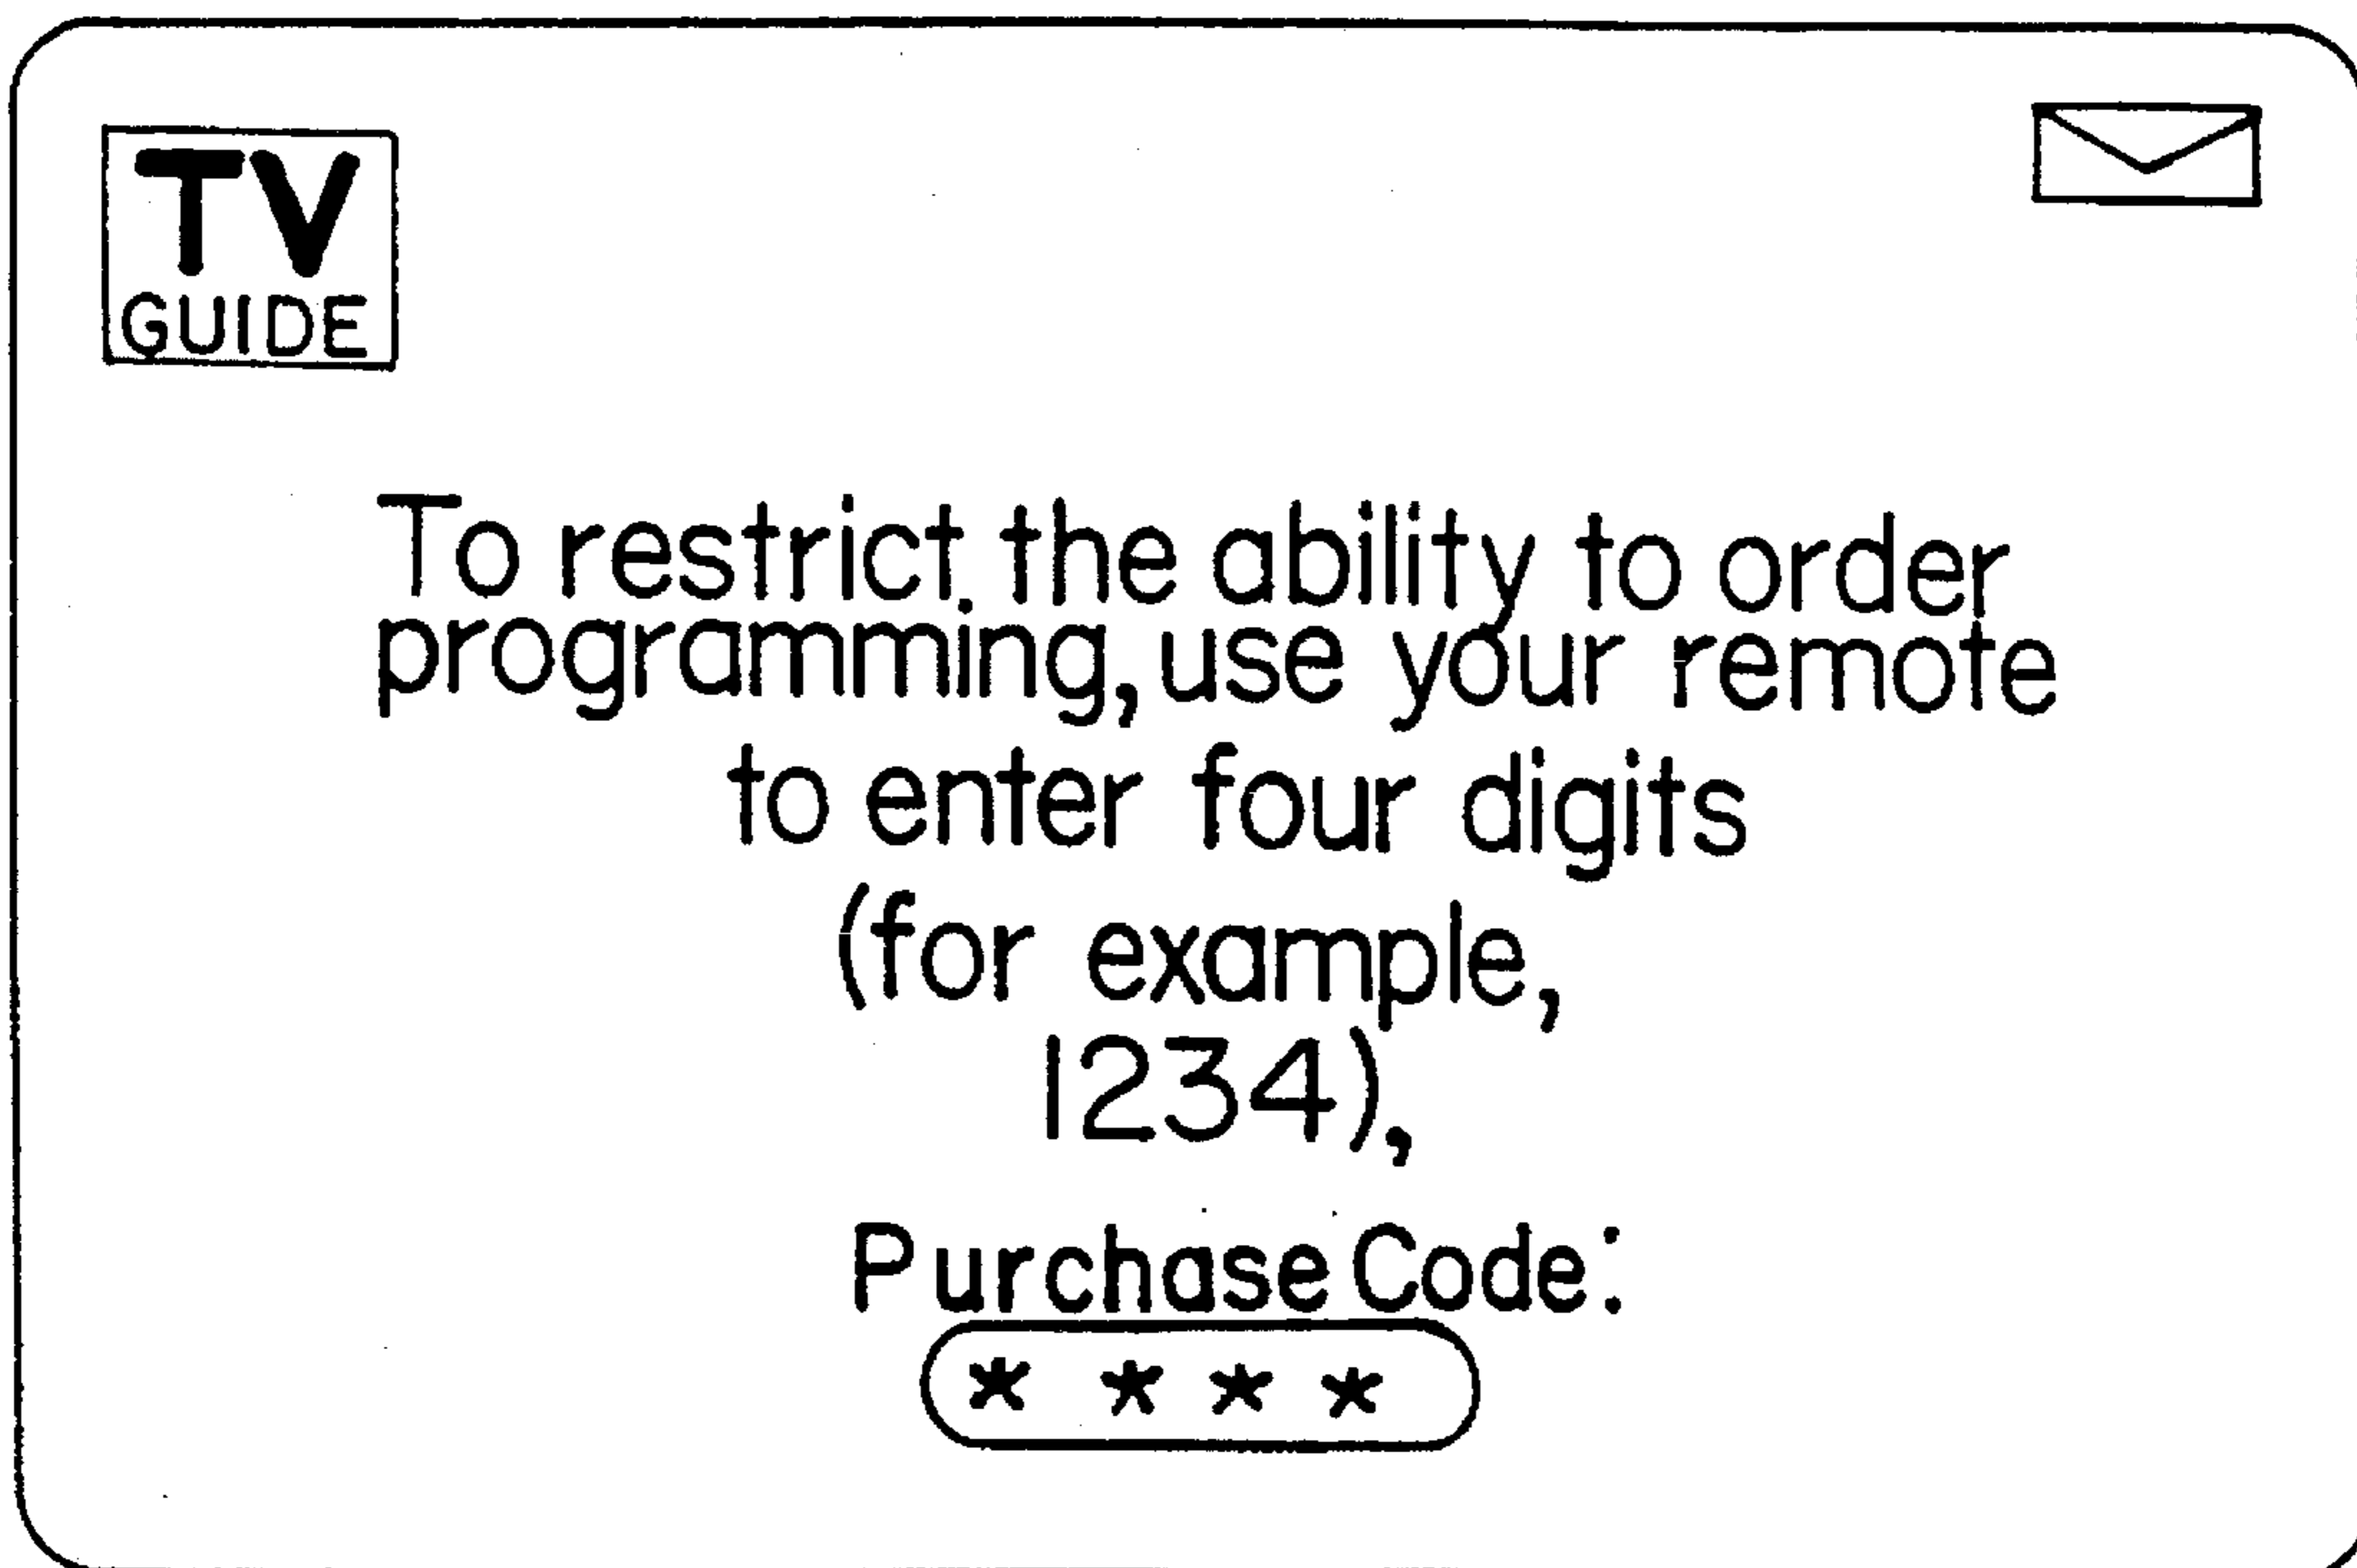 TV
GUIDE
To restrict the ability to order
programming, use your remote
to enter four digits
(for example,
1234),
Purchase Code:
* * * *